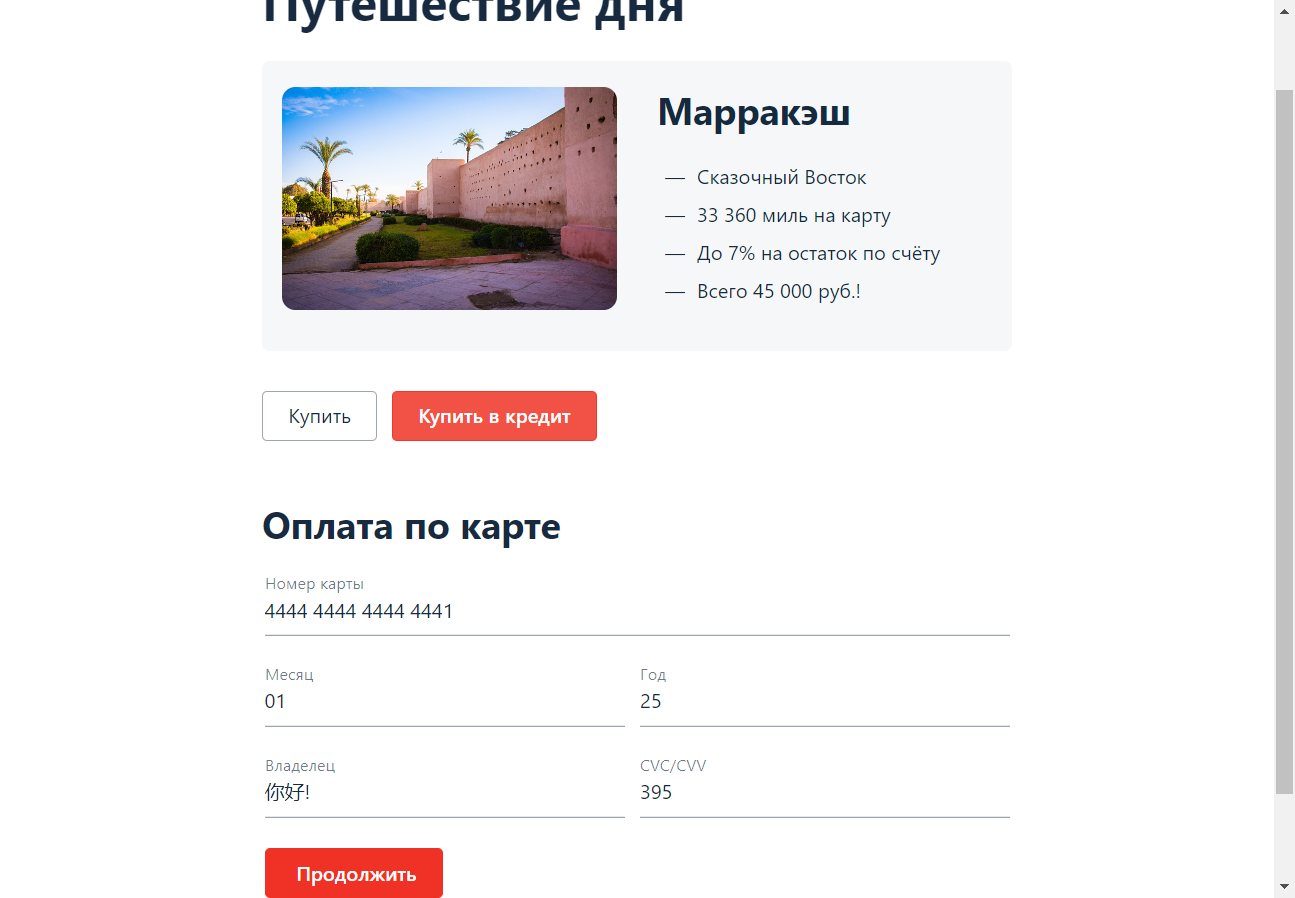 Путешествие дня
Марракэш
— Сказочный Восток
— 33 360 миль на карту
— До 7% на остаток по счёту
— Всего 45 000 руб.!
Купить
Купить в кредит
Оплата по карте
Номер карты
4444 4444 4444 4441
Месяц
Год
01
25
Владелец
CVC/CVV
你好!
395
Продолжить